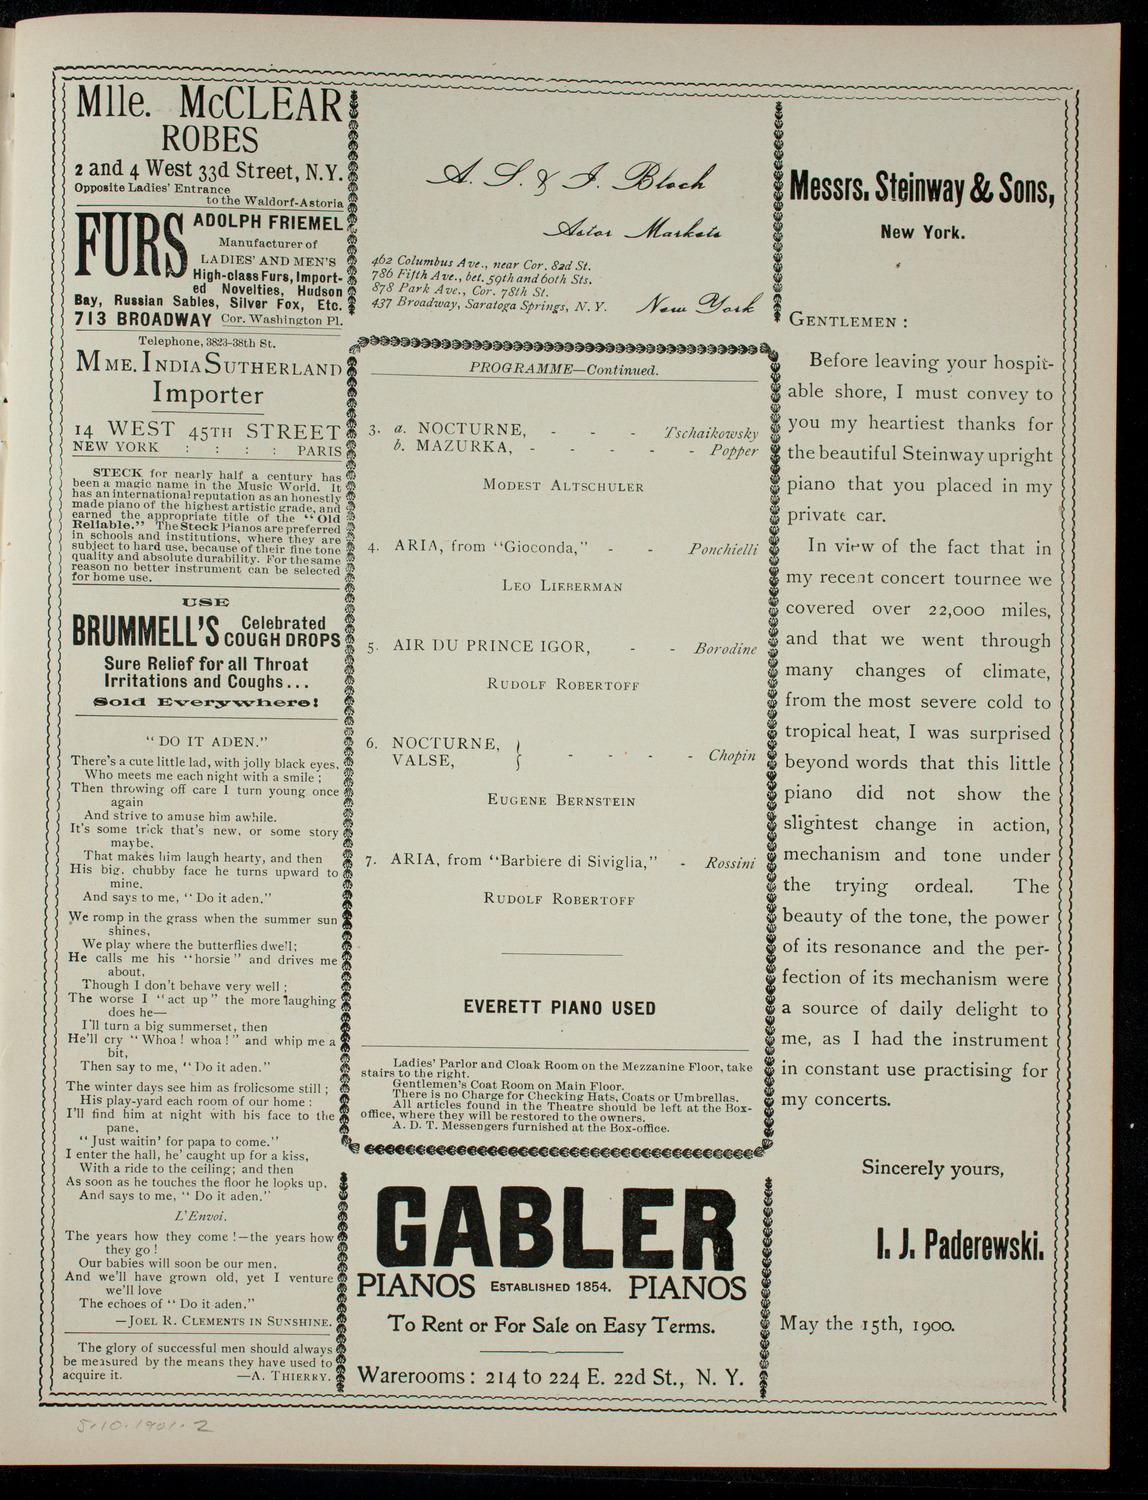 Mlle. McCLEAR
ROBES
2 and 4 West 33d Street, N.Y.
Opposite Ladies' Entrance
to the Waldorf-Astoria
FURS
ADOLPH FRIEMEL
Manufacturer of
LADIES' AND MEN'S
High-class Furs, Import-
ed Novelties, Hudson
Bay, Russian Sables, Silver Fox, Etc.
713 BROADWAY Cor. Washington Pl.
Telephone, 3823-38th St.
MME. INDIA SUTHERLAND
Importer
14 WEST 45TH STREET
NEW YORK : : : : PARIS
STECK for nearly half a century has
been a magic name in the Music World. It
has an international reputation as an honestly
made piano of the highest artistic grade, and
earned the appropriate title of the "Old
Reliable." The Steck Pianos are preferred
in schools and institutions, where they are
subject to hard use, because of their fine tone
quality and absolute durability. For the same
reason no better instrument can be selected
for home use.
USE
BRUMMELL'S Celebrated
COUGH DROPS
Sure Relief for all Throat
Irritations and Coughs...
Sold Everywhere!
"DO IT ADEN."
There's a cute little lad, with jolly black eyes,
Who meets me each night with a smile;
Then throwing off care I turn young once
again
And strive to amuse him awhile.
It's some trick that's new, or some story
maybe,
That makes him laugh hearty, and then
His big, chubby face he turns upward to
mine,
And says to me, "Do it aden."
We romp in the grass when the summer sun
shines,
We play where the butterflies dwell;
He calls me his "horsie" and drives me
about,
Though I don't behave very well;
The worse I "act up" the more laughing
does he—
I'll turn a big summerset, then
He'll cry "Whoa! whoa!" and whip me a
bit,
Then say to me, "Do it aden."
The winter days see him as frolicsome still;
His play-yard each room of our home:
I'll find him at night with his face to the
pane,
"Just waitin' for papa to come."
I enter the hall, he' caught up for a kiss,
With a ride to the ceiling; and then
As soon as he touches the floor he looks up,
And says to me, "Do it aden."
L'Envoi.
The years how they come!—the years how
they go!
Our babies will soon be our men,
And we'll have grown old, yet I venture
we'll love
The echoes of "Do it aden."
—JOEL R. CLEMENTS IN SUNSHINE.
The glory of successful men should always
be measured by the means they have used to
acquire it. —A. THIERRY.
A. S. & I. Bloch
Astor Markets
462 Columbus Ave., near Cor. 82d St.
786 Fifth Ave., bet. 59th and 60th Sts.
878 Park Ave., Cor. 78th St.
437 Broadway, Saratoga Springs, N. Y.
New York
PROGRAMME—Continued.
3. a. NOCTURNE, - - - Tschaikowsky
b. MAZURKA, - - - - - Popper
MODEST ALTSCHULER
4. ARIA, from "Gioconda," - - Ponchielli
LEO LIEBERMAN
5. AIR DU PRINCE IGOR, - - Borodine
RUDOLF ROBERTOFF
6. NOCTURNE, }
VALSE, } - - - - Chopin
EUGENE BERNSTEIN
7. ARIA, from "Barbiere di Siviglia," - Rossini
RUDOLF ROBERTOFF
EVERETT PIANO USED
Ladies' Parlor and Cloak Room on the Mezzanine Floor, take
stairs to the right.
Gentlemen's Coat Room on Main Floor.
There is no Charge for Checking Hats, Coats or Umbrellas.
All articles found in the Theatre should be left at the Box-
office, where they will be restored to the owners.
A. D. T. Messengers furnished at the Box-office.
GABLER
PIANOS ESTABLISHED 1854. PIANOS
To Rent or For Sale on Easy Terms.
Warerooms: 214 to 224 E. 22d St., N. Y.
Messrs. Steinway & Sons,
New York.
GENTLEMEN:
Before leaving your hospit-
able shore, I must convey to
you my heartiest thanks for
the beautiful Steinway upright
piano that you placed in my
private car.
In view of the fact that in
my recent concert tournee we
covered over 22,000 miles,
and that we went through
many changes of climate,
from the most severe cold to
tropical heat, I was surprised
beyond words that this little
piano did not show the
slightest change in action,
mechanism and tone under
the trying ordeal. The
beauty of the tone, the power
of its resonance and the per-
fection of its mechanism were
a source of daily delight to
me, as I had the instrument
in constant use practising for
my concerts.
Sincerely yours,
I. J. Paderewski.
May the 15th, 1900.
5.10.1901.2